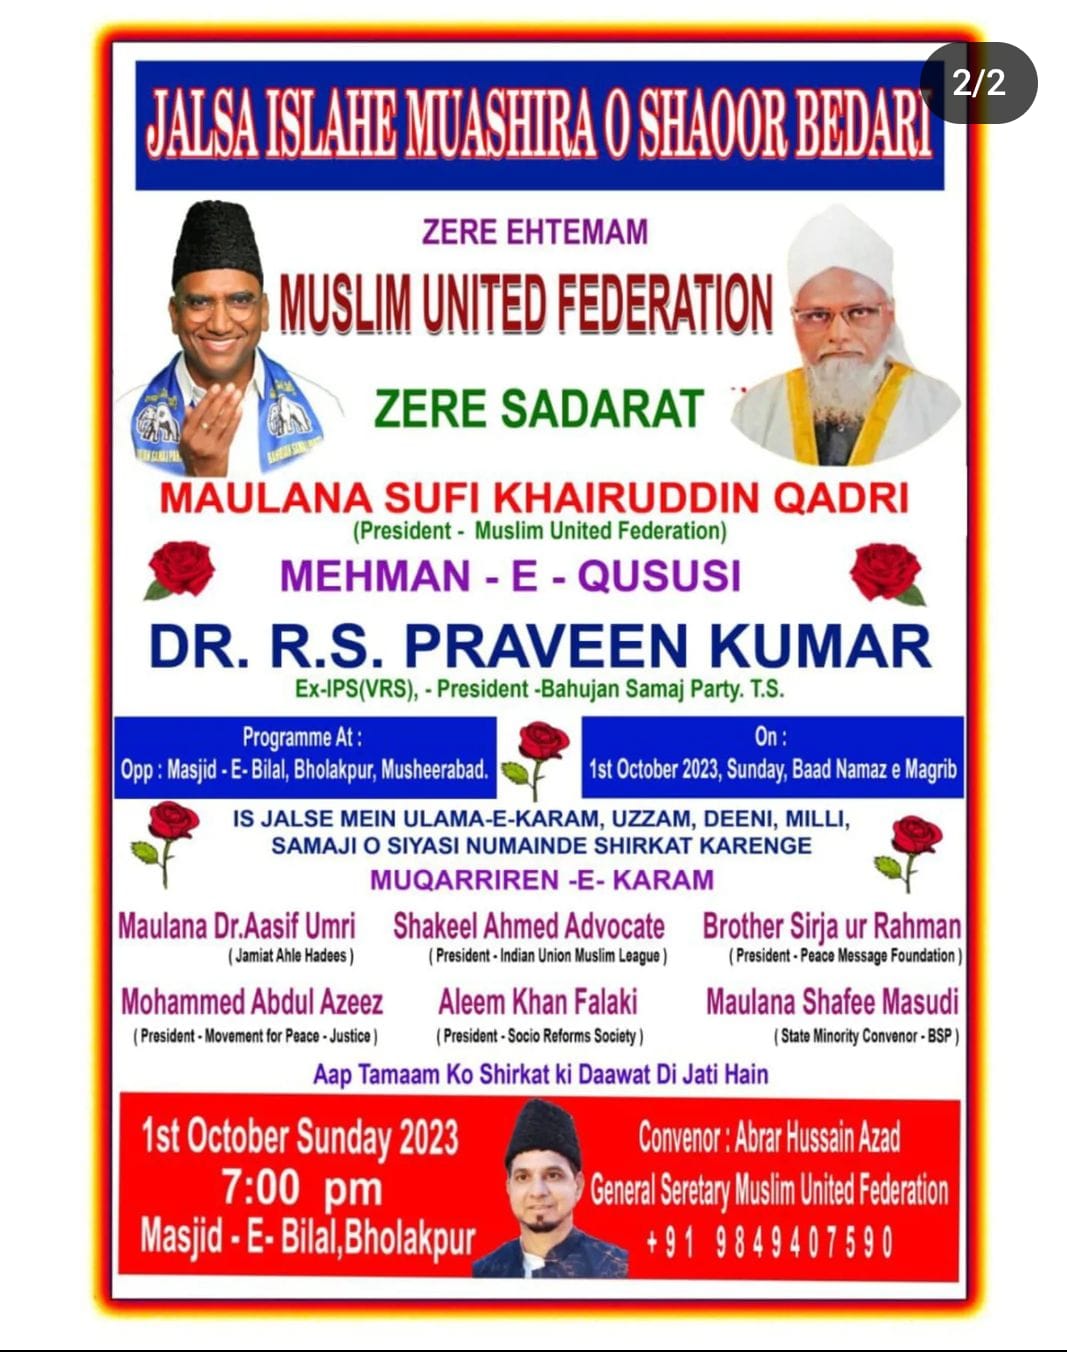 2/2
JALSA ISLAHE MUASHIRA O SHAOOR BEDARI
ZERE EHTEMAM
MUSLIM UNITED FEDERATION
ZERE SADARAT
MAULANA SUFI KHAIRUDDIN QADRI
(President - Muslim United Federation)
MEHMAN - E - QUSUSI
DR. R.S. PRAVEEN KUMAR
Ex-IPS(VRS), - President -Bahujan Samaj Party. T.S.
Programme At :
Opp : Masjid - E- Bilal, Bholakpur, Musheerabad.
On :
1st October 2023, Sunday, Baad Namaz e Magrib
IS JALSE MEIN ULAMA-E-KARAM, UZZAM, DEENI, MILLI,
SAMAJI O SIYASI NUMAINDE SHIRKAT KARENGE
MUQARRIREN -E- KARAM
Maulana Dr.Aasif Umri
( Jamiat Ahle Hadees )
Shakeel Ahmed Advocate
( President - Indian Union Muslim League )
Brother Sirja ur Rahman
( President - Peace Message Foundation )
Mohammed Abdul Azeez
( President - Movement for Peace - Justice )
Aleem Khan Falaki
( President - Socio Reforms Society )
Maulana Shafee Masudi
( State Minority Convenor - BSP )
Aap Tamaam Ko Shirkat ki Daawat Di Jati Hain
1st October Sunday 2023
7:00 pm
Masjid - E- Bilal,Bholakpur
Convenor : Abrar Hussain Azad
General Seretary Muslim United Federation
+91 9849407590